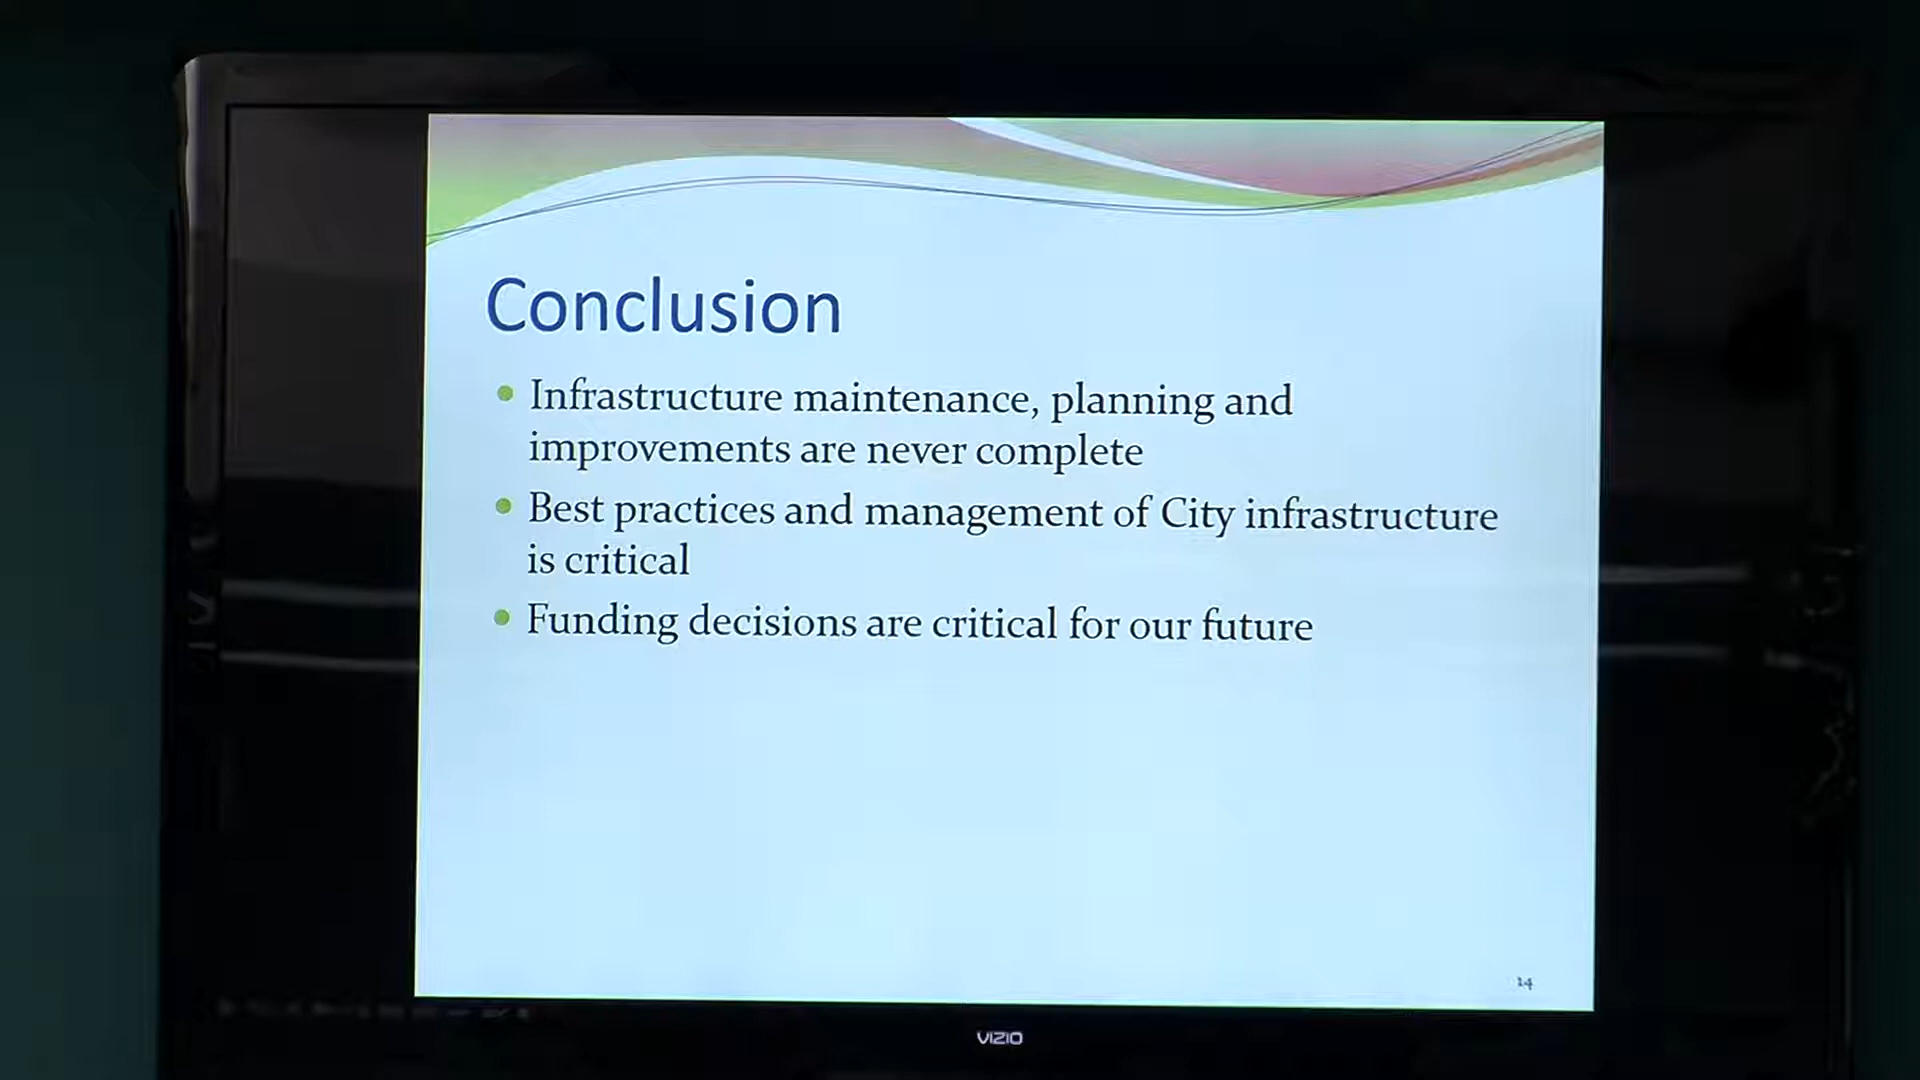 Conclusion
Infrastructure maintenance, planning and
improvements are never complete
Best practices and management of City infrastructure
is critical
Funding decisions are critical for our future
14
VIZIO